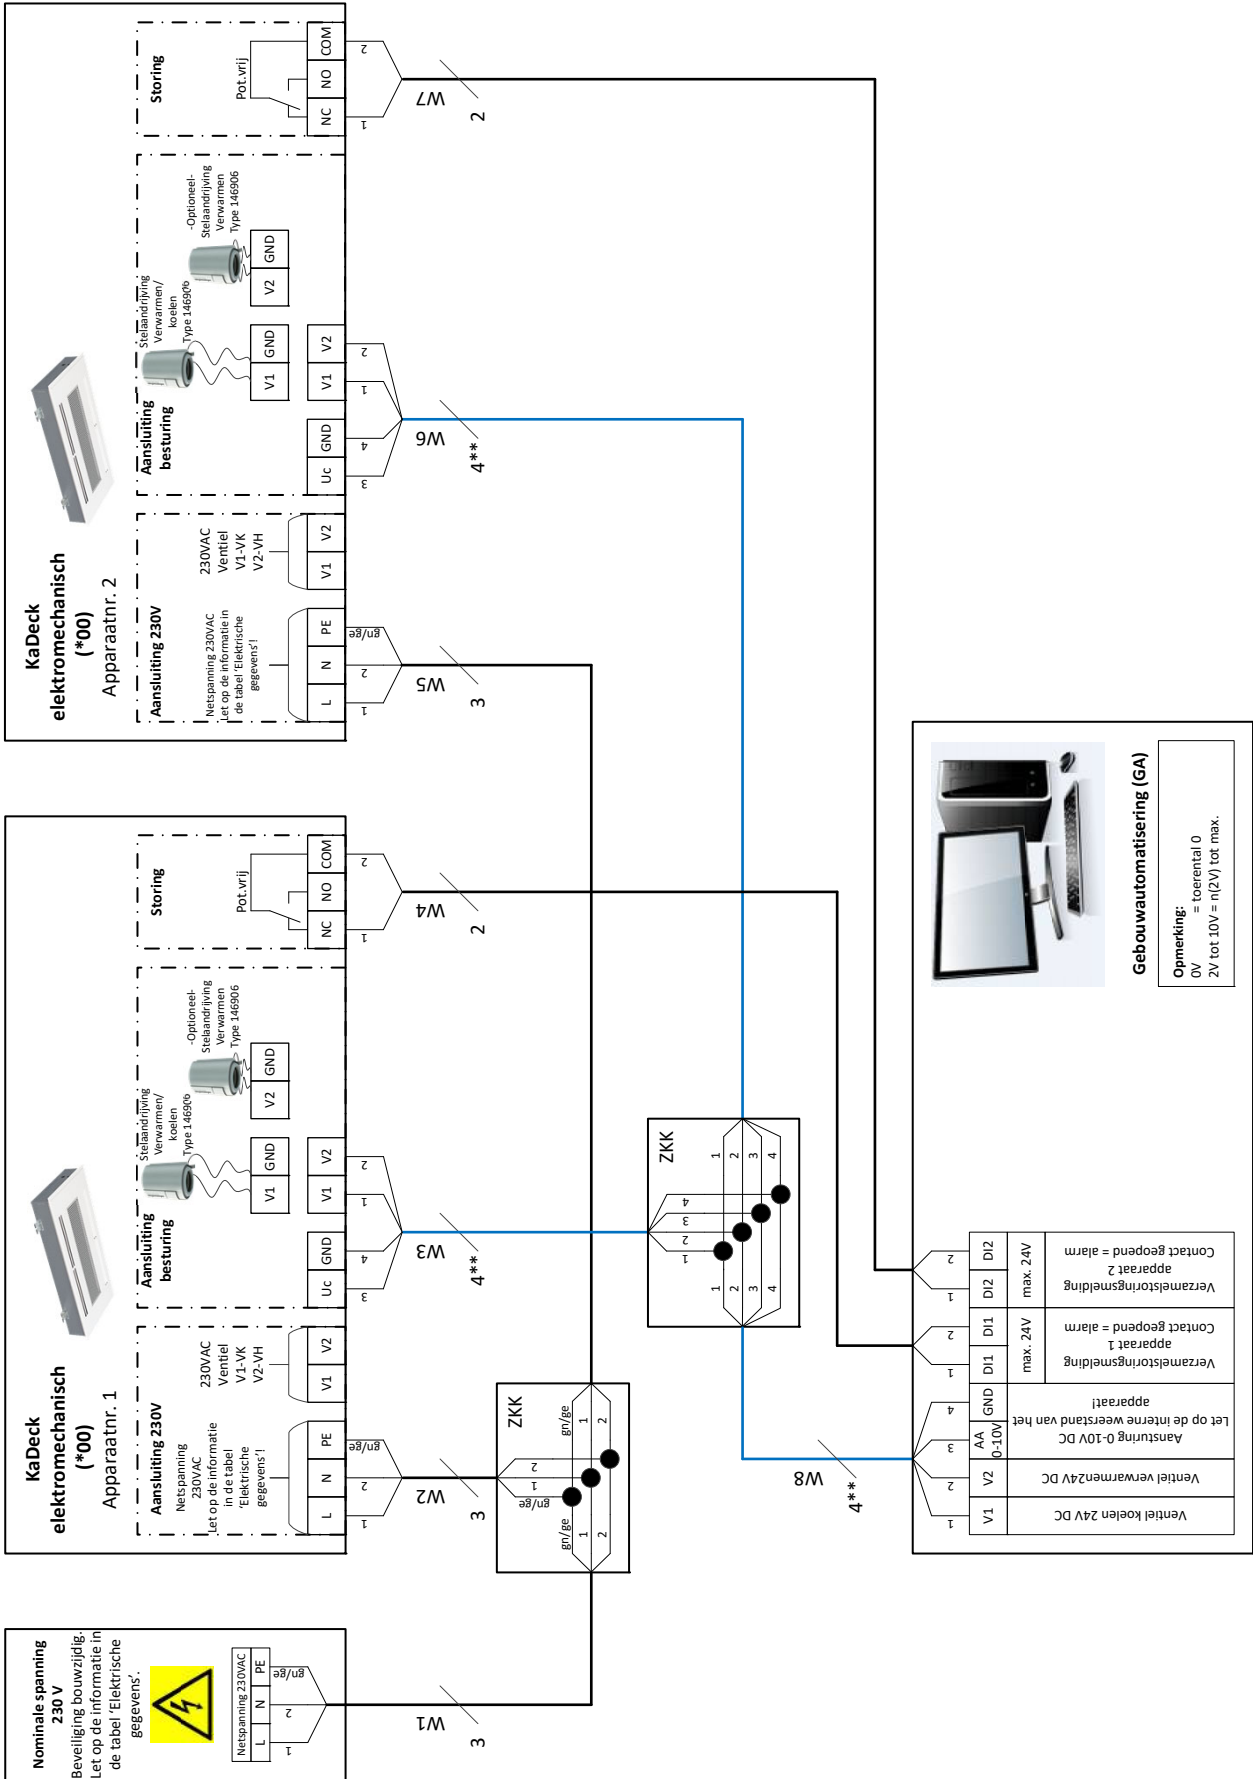 Nominale spanning
230 V
Beveiliging bouwzijdig.
Let op de informatie in
de tabel 'Elektrische
gegevens'.
Netspanning 230VAC
L
N
PE
1
2
gn/ge
W1
3
KaDeck
elektromechanisch
(*00)
Apparaatnr. 1
Aansluiting 230V
Netspanning
230VAC
Let op de informatie
in de tabel
'Elektrische
gegevens'!
230VAC
Ventiel
V1-VK
V2-VH
L
N
PE
V1
V2
1
2
gn/ge
W2
3
Aansluiting
besturing
Stelaandrijving
Verwarmen/
koelen
Type 146906
-Optioneel-
Stelaandrijving
Verwarmen
Type 146906
V1
GND
V2
GND
Uc
GND
V1
V2
3
4
1
2
W3
4**
Storing
Pot.vrij
NC
NO
COM
1
2
W4
2
KaDeck
elektromechanisch
(*00)
Apparaatnr. 2
Aansluiting 230V
Netspanning 230VAC
Let op de informatie in
de tabel 'Elektrische
gegevens'!
230VAC
Ventiel
V1-VK
V2-VH
L
N
PE
V1
V2
1
2
gn/ge
W5
3
Aansluiting
besturing
Stelaandrijving
Verwarmen/
koelen
Type 146906
-Optioneel-
Stelaandrijving
Verwarmen
Type 146906
V1
GND
V2
GND
Uc
GND
V1
V2
3
4
1
2
W6
4**
Storing
Pot.vrij
NC
NO
COM
1
2
W7
2
ZKK
gn/ge
1
2
gn/ge
1
2
gn/ge
1
2
ZKK
1
2
3
4
1
2
3
4
1
2
3
4
W8
4**
1
2
3
4
1
2
1
2
V1
V2
AA
0-10V
GND
DI1
DI1
DI2
DI2
max. 24V
max. 24V
Ventiel koelen 24V DC
Ventiel verwarmen24V DC
Aansturing 0-10V DC
Let op de interne weerstand van het
apparaat!
Verzamelstoringsmelding
apparaat 1
Contact geopend = alarm
Verzamelstoringsmelding
apparaat 2
Contact geopend = alarm
Gebouwautomatisering (GA)
Opmerking:
0V = toerental 0
2V tot 10V = n(2V) tot max.